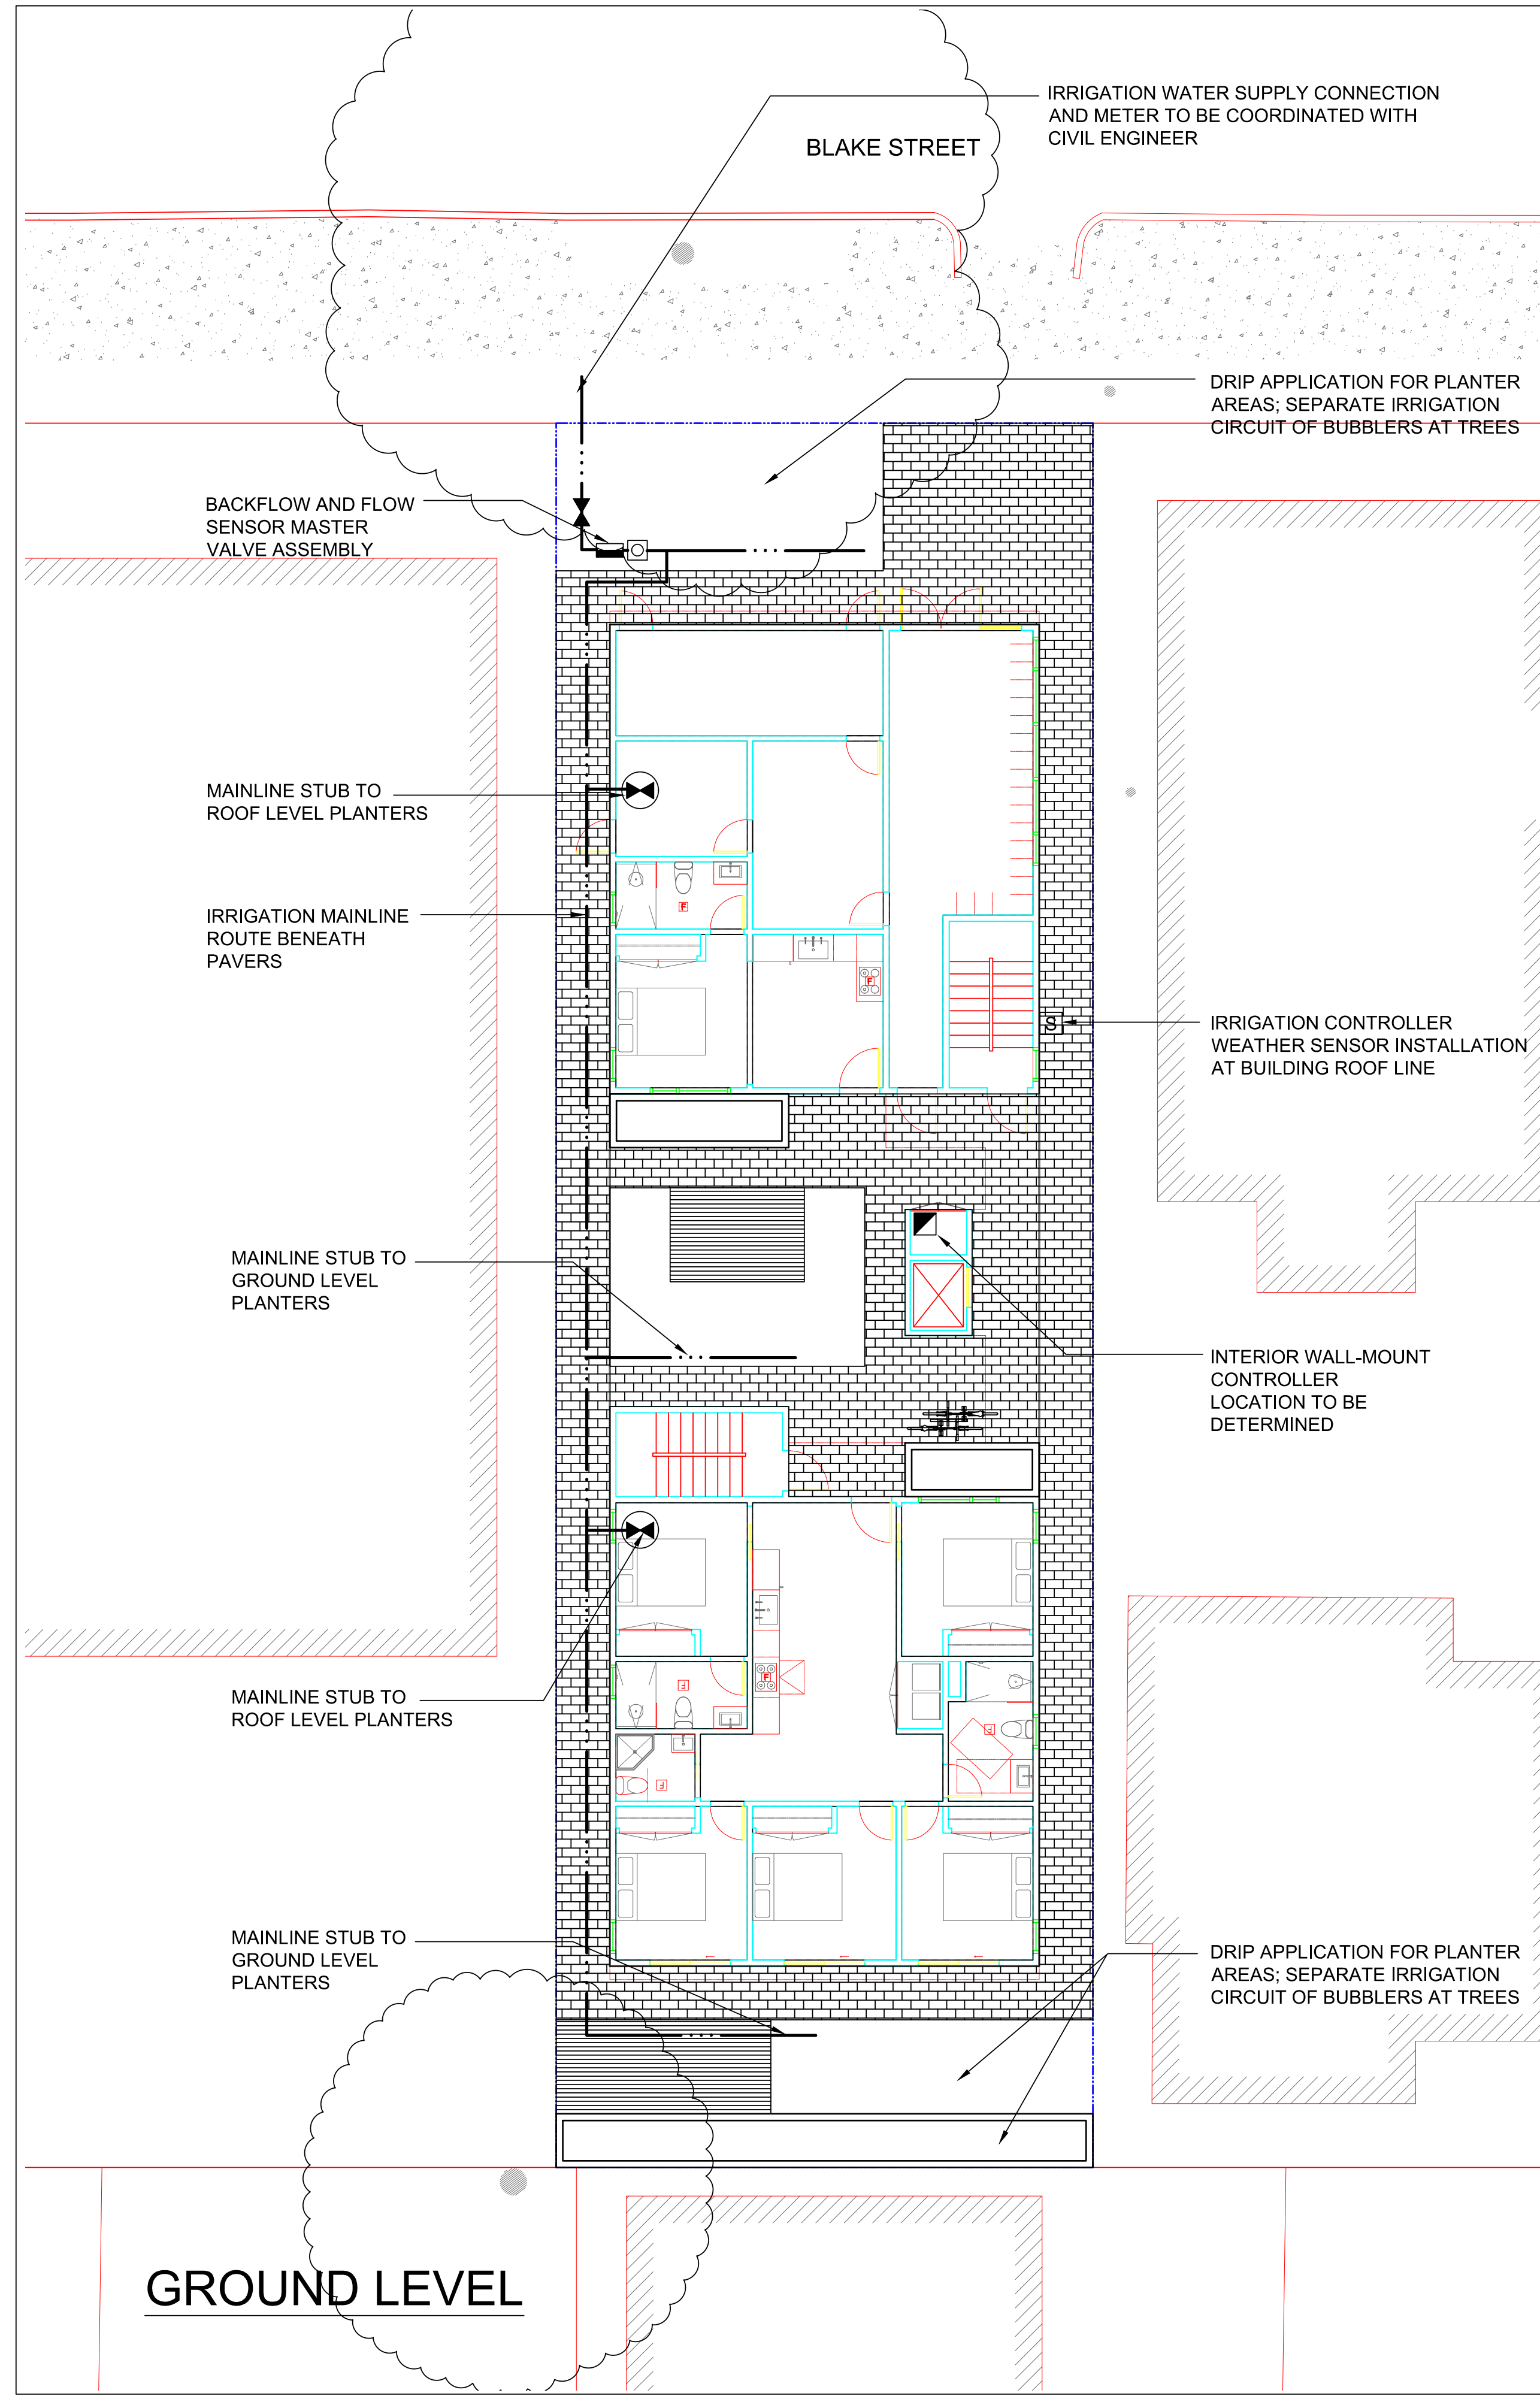 IRRIGATION WATER SUPPLY CONNECTION
AND METER TO BE COORDINATED WITH
CIVIL ENGINEER
BLAKE STREET
DRIP APPLICATION FOR PLANTER
AREAS; SEPARATE IRRIGATION
CIRCUIT OF BUBBLERS AT TREES
BACKFLOW AND FLOW
SENSOR MASTER
VALVE ASSEMBLY
MAINLINE STUB TO
ROOF LEVEL PLANTERS
IRRIGATION MAINLINE
ROUTE BENEATH
PAVERS
F
F
S
IRRIGATION CONTROLLER
WEATHER SENSOR INSTALLATION
AT BUILDING ROOF LINE
MAINLINE STUB TO
GROUND LEVEL
PLANTERS
INTERIOR WALL-MOUNT
CONTROLLER
LOCATION TO BE
DETERMINED
MAINLINE STUB TO
ROOF LEVEL PLANTERS
F
F
F
F
MAINLINE STUB TO
GROUND LEVEL
PLANTERS
DRIP APPLICATION FOR PLANTER
AREAS; SEPARATE IRRIGATION
CIRCUIT OF BUBBLERS AT TREES
GROUND LEVEL